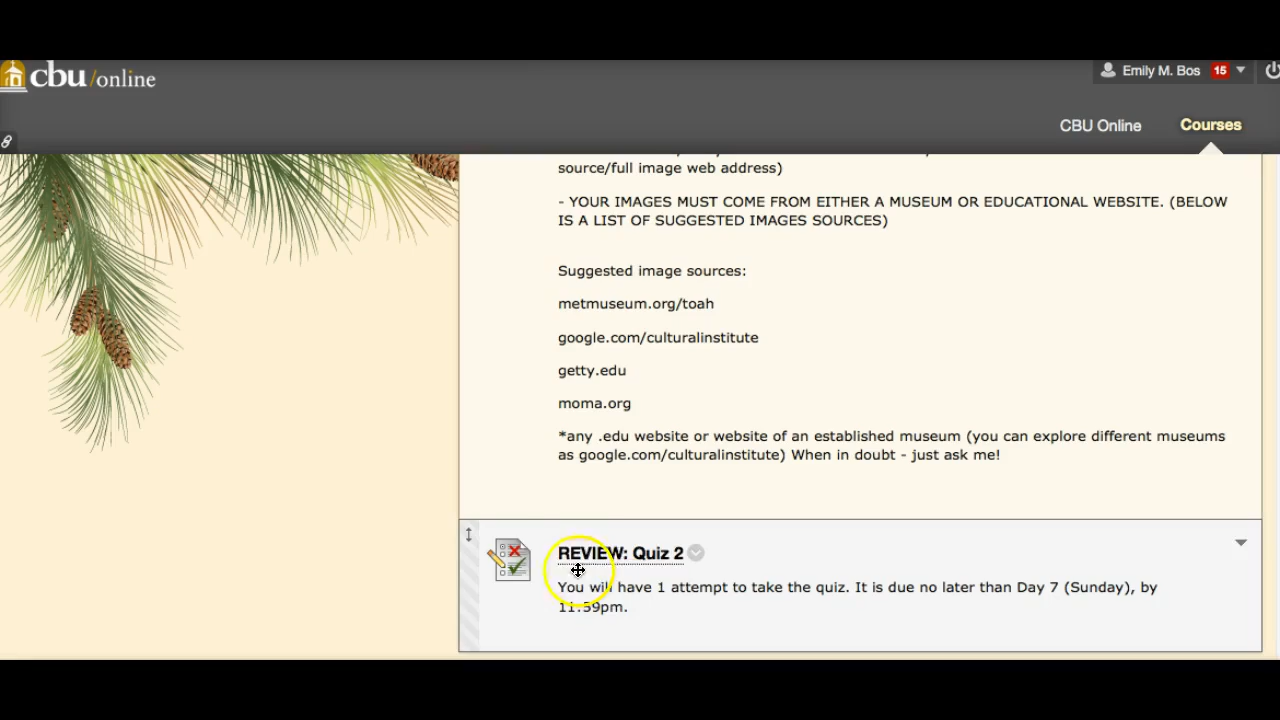 cbu/online
Emily M. Bos 15
CBU Online Courses
source/full image web address)
- YOUR IMAGES MUST COME FROM EITHER A MUSEUM OR EDUCATIONAL WEBSITE. (BELOW
IS A LIST OF SUGGESTED IMAGES SOURCES)
Suggested image sources:
metmuseum.org/toah
google.com/culturalinstitute
getty.edu
moma.org
*any .edu website or website of an established museum (you can explore different museums
as google.com/culturalinstitute) When in doubt - just ask me!
REVIEW: Quiz 2
You will have 1 attempt to take the quiz. It is due no later than Day 7 (Sunday), by
11:59pm.